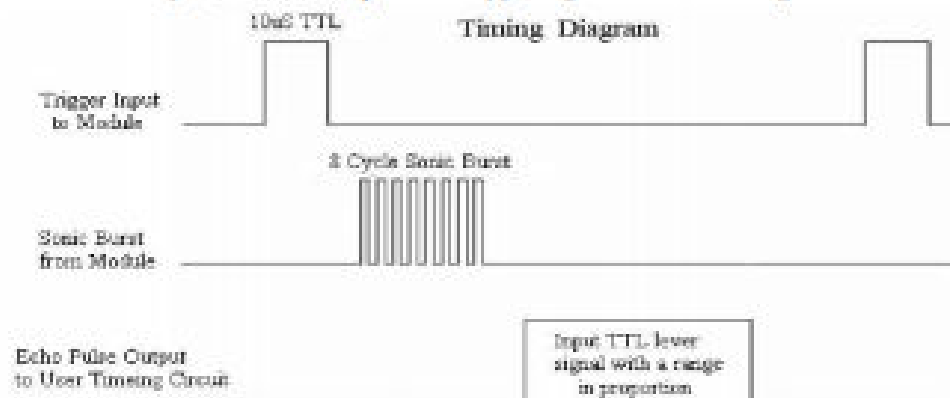 10uS TTL
Timing Diagram
Trigger Input
to Module
8 Cycle Sonic Burst
Sonic Burst
from Module
Input TTL lever
signal with a range
in proportion
Echo Pulse Output
to User Timeing Circuit